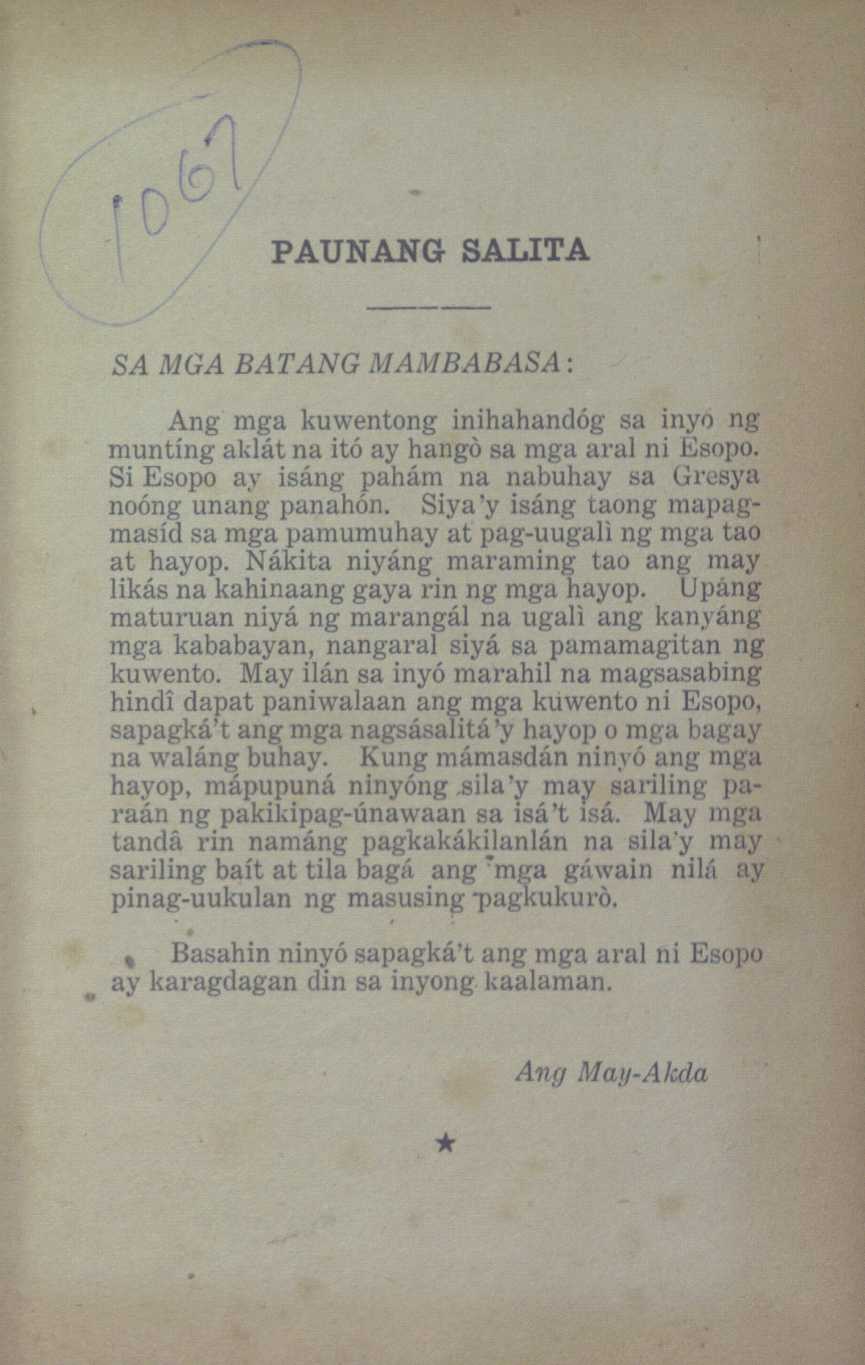 1067
PAUNANG SALITA
SA MGA BATANG MAMBABASA:
Ang mga kuwentong inihahandóg sa inyó ng
muntíng aklát na itó ay hangò sa mga aral ni Esopo.
Si Esopo ay isáng pahám na nabuhay sa Gresya
noóng unang panahón. Siya'y isáng taong mapag-
masíd sa mga pamumuhay at pag-uugalì ng mga tao
at hayop. Nákita niyáng maraming tao ang may
likás na kahinaang gaya rin ng mga hayop. Upáng
maturuan niyá ng marangál na ugalì ang kanyáng
mga kababayan, nangaral siyá sa pamamagitan ng
kuwento. May ilán sa inyó marahil na magsasabing
hindî dapat paniwalaan ang mga kuwento ni Esopo,
sapagká't ang mga nagsásalitá'y hayop o mga bagay
na waláng buhay. Kung mámasdán ninyó ang mga
hayop, mápupuná ninyóng sila'y may sariling pa-
raán ng pakikipag-únawaan sa isá't isá. May mga
tandâ rin namáng pagkakákilanlán na sila'y may
sariling baít at tila bagá ang mga gáwain nilá ay
pinag-uukulan ng masusing pagkukurò.
Basahin ninyó sapagká't ang mga aral ni Esopo
ay karagdagan din sa inyong kaalaman.
Ang May-Akda